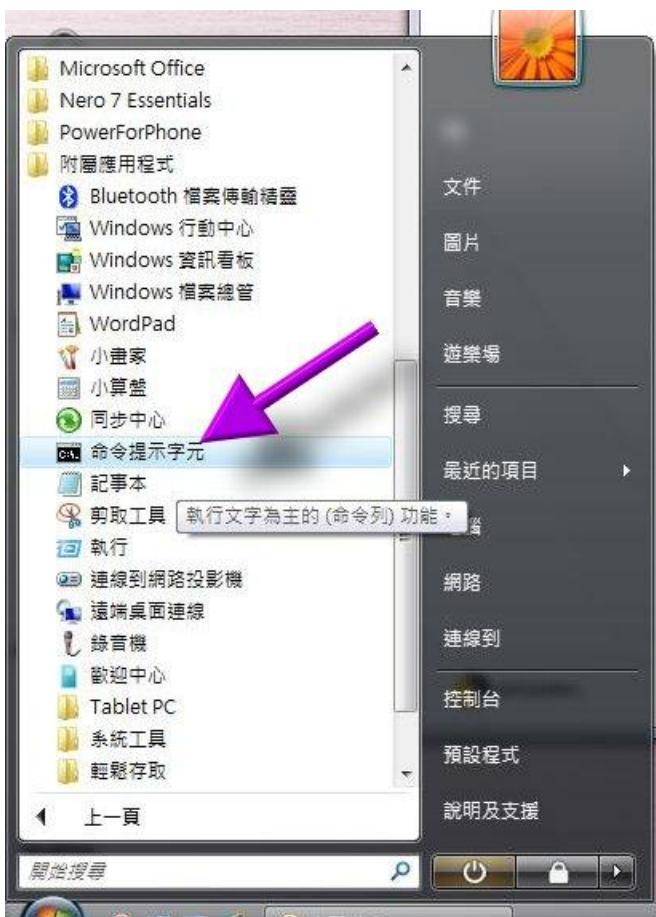 Microsoft Office
Nero 7 Essentials
PowerForPhone
附屬應用程式
Bluetooth 檔案傳輸精靈
Windows 行動中心
Windows 資訊看板
Windows 檔案總管
WordPad
小畫家
小算盤
同步中心
命令提示字元
記事本
剪取工具
執行文字為主的 (命令列) 功能。
執行
連線到網路投影機
遠端桌面連線
錄音機
歡迎中心
Tablet PC
系統工具
輕鬆存取
上一頁
開始搜尋
文件
圖片
音樂
遊樂場
搜尋
最近的項目
網路
連線到
控制台
預設程式
說明及支援